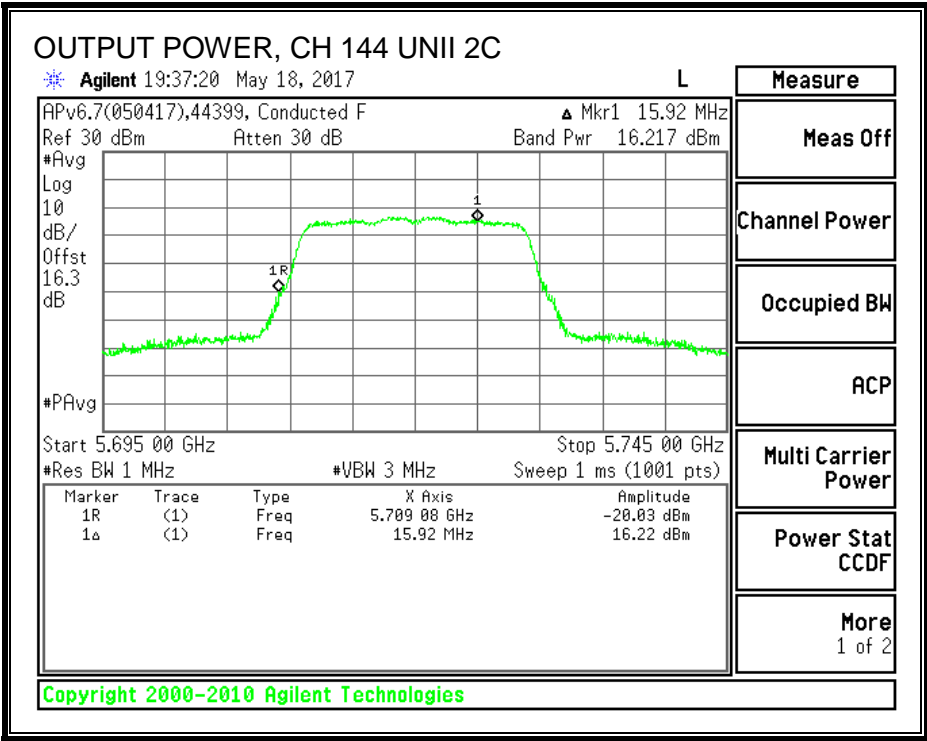 OUTPUT POWER, CH 144 UNII 2C
Agilent 19:37:20 May 18, 2017 L
Measure
APv6.7(050417),44399, Conducted F
Δ Mkr1 15.92 MHz
Ref 30 dBm Atten 30 dB Band Pwr 16.217 dBm
#Avg
Log
10
dB/
Offst
16.3
dB
1
1R
#PAvg
Start 5.695 00 GHz Stop 5.745 00 GHz
#Res BW 1 MHz #VBW 3 MHz Sweep 1 ms (1001 pts)
Marker Trace Type X Axis Amplitude
1R (1) Freq 5.709 08 GHz -20.03 dBm
1Δ (1) Freq 15.92 MHz 16.22 dBm
Meas Off
Channel Power
Occupied BW
ACP
Multi Carrier
Power
Power Stat
CCDF
More
1 of 2
Copyright 2000-2010 Agilent Technologies